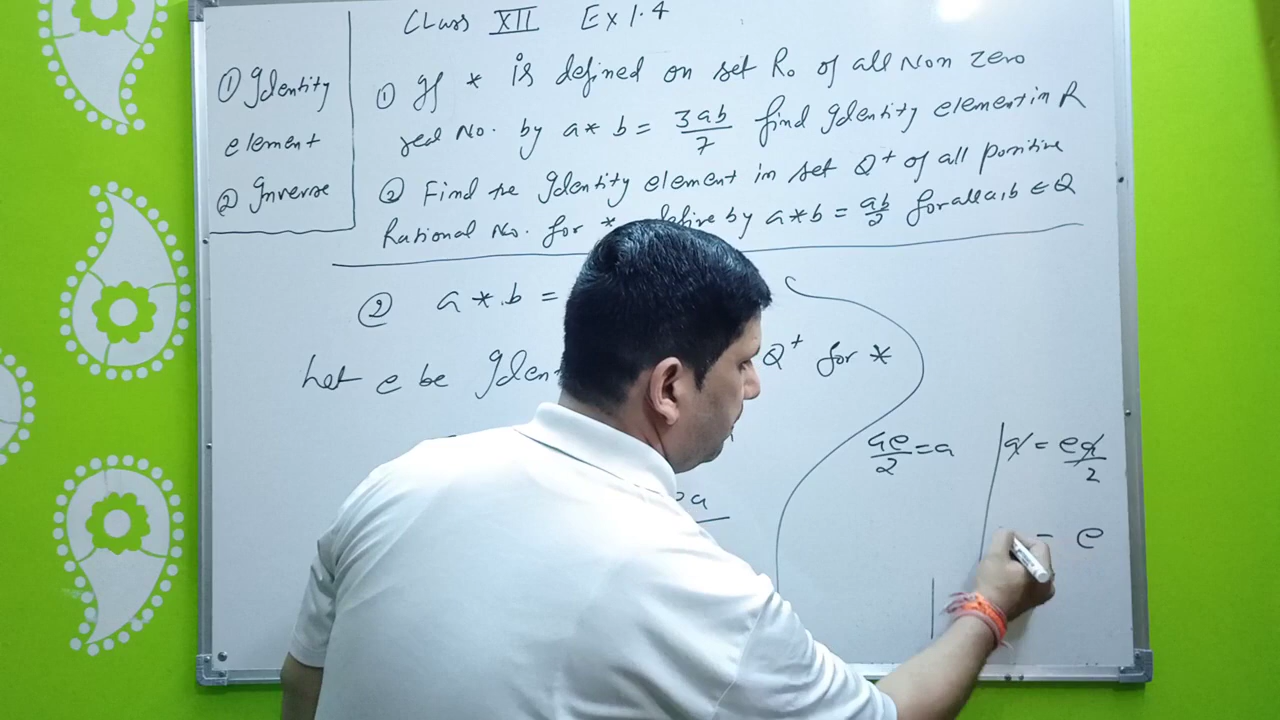 Class XII Ex 1.4
① Identity
element
② Inverse
① If * is defined on set R₀ of all Non zero
real No. by a * b = 3ab/7 find Identity element in R
② Find the Identity element in set Q⁺ of all positive
Rational No. for * define by a * b = ab/2 for all a, b ∈ Q
② a * b =
Let e be Iden Q⁺ for *
ae/2 = a
a = ea/2
= e
a